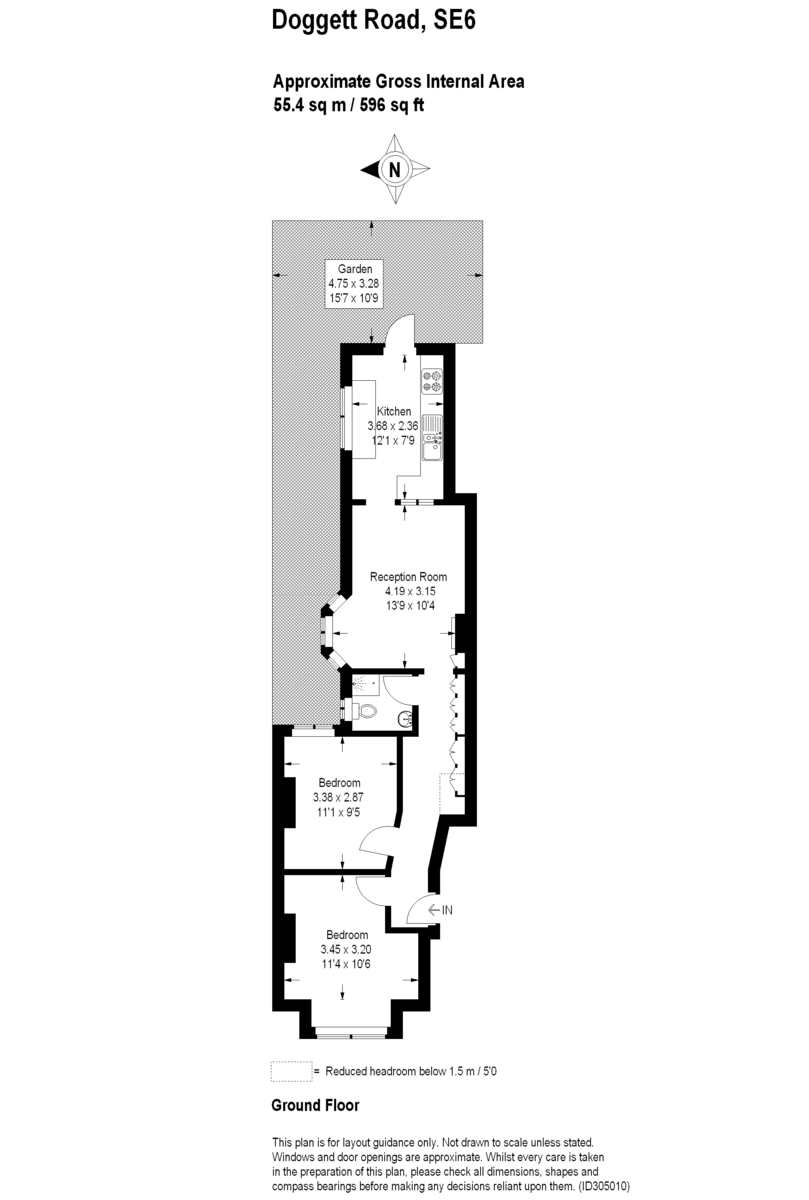 Doggett Road, SE6
Approximate Gross Internal Area
55.4 sq m / 596 sq ft
N
Garden
4.75 x 3.28
15'7 x 10'9
Kitchen
3.68 x 2.36
12'1 x 7'9
Reception Room
4.19 x 3.15
13'9 x 10'4
Bedroom
3.38 x 2.87
11'1 x 9'5
IN
Bedroom
3.45 x 3.20
11'4 x 10'6
= Reduced headroom below 1.5 m / 5'0
Ground Floor
This plan is for layout guidance only. Not drawn to scale unless stated.
Windows and door openings are approximate. Whilst every care is taken
in the preparation of this plan, please check all dimensions, shapes and
compass bearings before making any decisions reliant upon them. (ID305010)